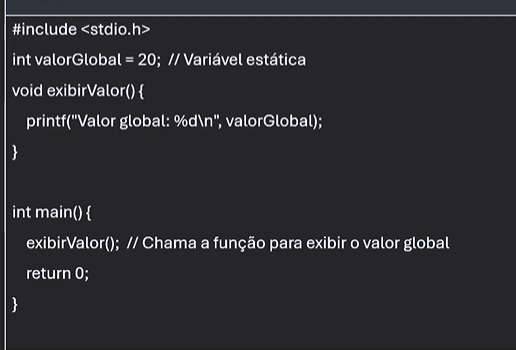 #include <stdio.h>
int valorGlobal = 20;  // Variável estática
void exibirValor() {
printf("Valor global: %d\n", valorGlobal);
}
int main() {
exibirValor();  // Chama a função para exibir o valor global
return 0;
}